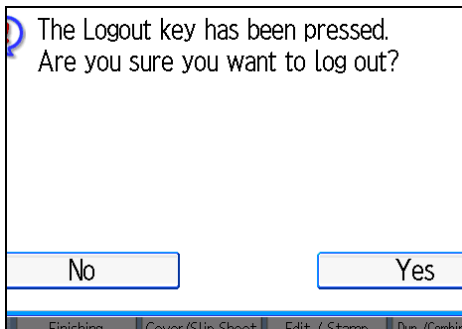 The Logout key has been pressed.
Are you sure you want to log out?
No
Yes
Finishing Cover/Slip Sheet Edit / Stamp